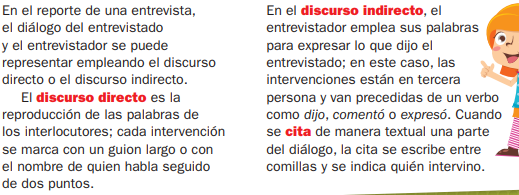 En el reporte de una entrevista,
el diálogo del entrevistado
y el entrevistador se puede
representar empleando el discurso
directo o el discurso indirecto.
El discurso directo es la
reproducción de las palabras de
los interlocutores; cada intervención
se marca con un guion largo o con
el nombre de quien habla seguido
de dos puntos.
En el discurso indirecto, el
entrevistador emplea sus palabras
para expresar lo que dijo el
entrevistado; en este caso, las
intervenciones están en tercera
persona y van precedidas de un verbo
como dijo, comentó o expresó. Cuando
se cita de manera textual una parte
del diálogo, la cita se escribe entre
comillas y se indica quién intervino.